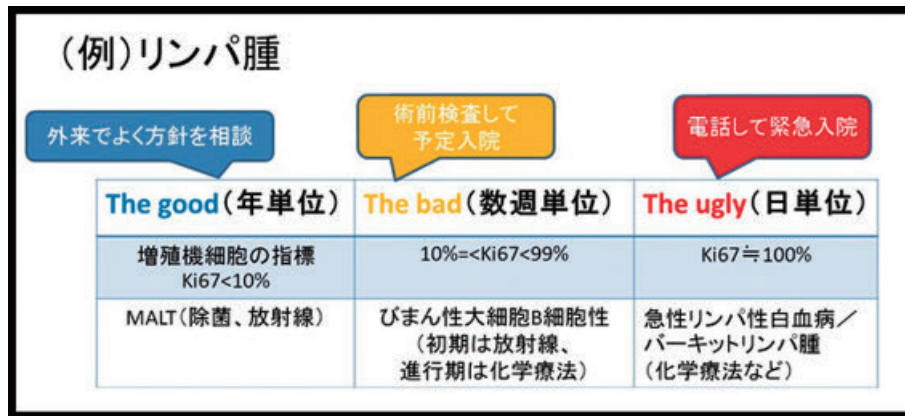 (例)リンパ腫
外来でよく方針を相談
術前検査して
予定入院
電話して緊急入院
The good(年単位)
The bad(数週単位)
The ugly(日単位)
増殖機細胞の指標
Ki67<10%
10%=<Ki67<99%
Ki67≒100%
MALT(除菌、放射線)
びまん性大細胞B細胞性
(初期は放射線、
進行期は化学療法)
急性リンパ性白血病/
バーキットリンパ腫
(化学療法など)